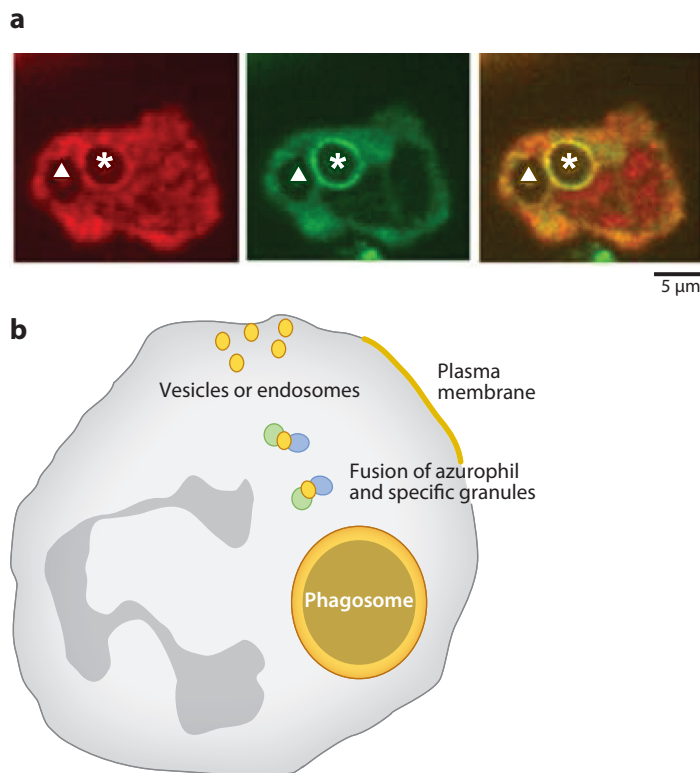 a
*
*
*
5 µm
b
Vesicles or endosomes
Plasma
membrane
Fusion of azurophil
and specific granules
Phagosome